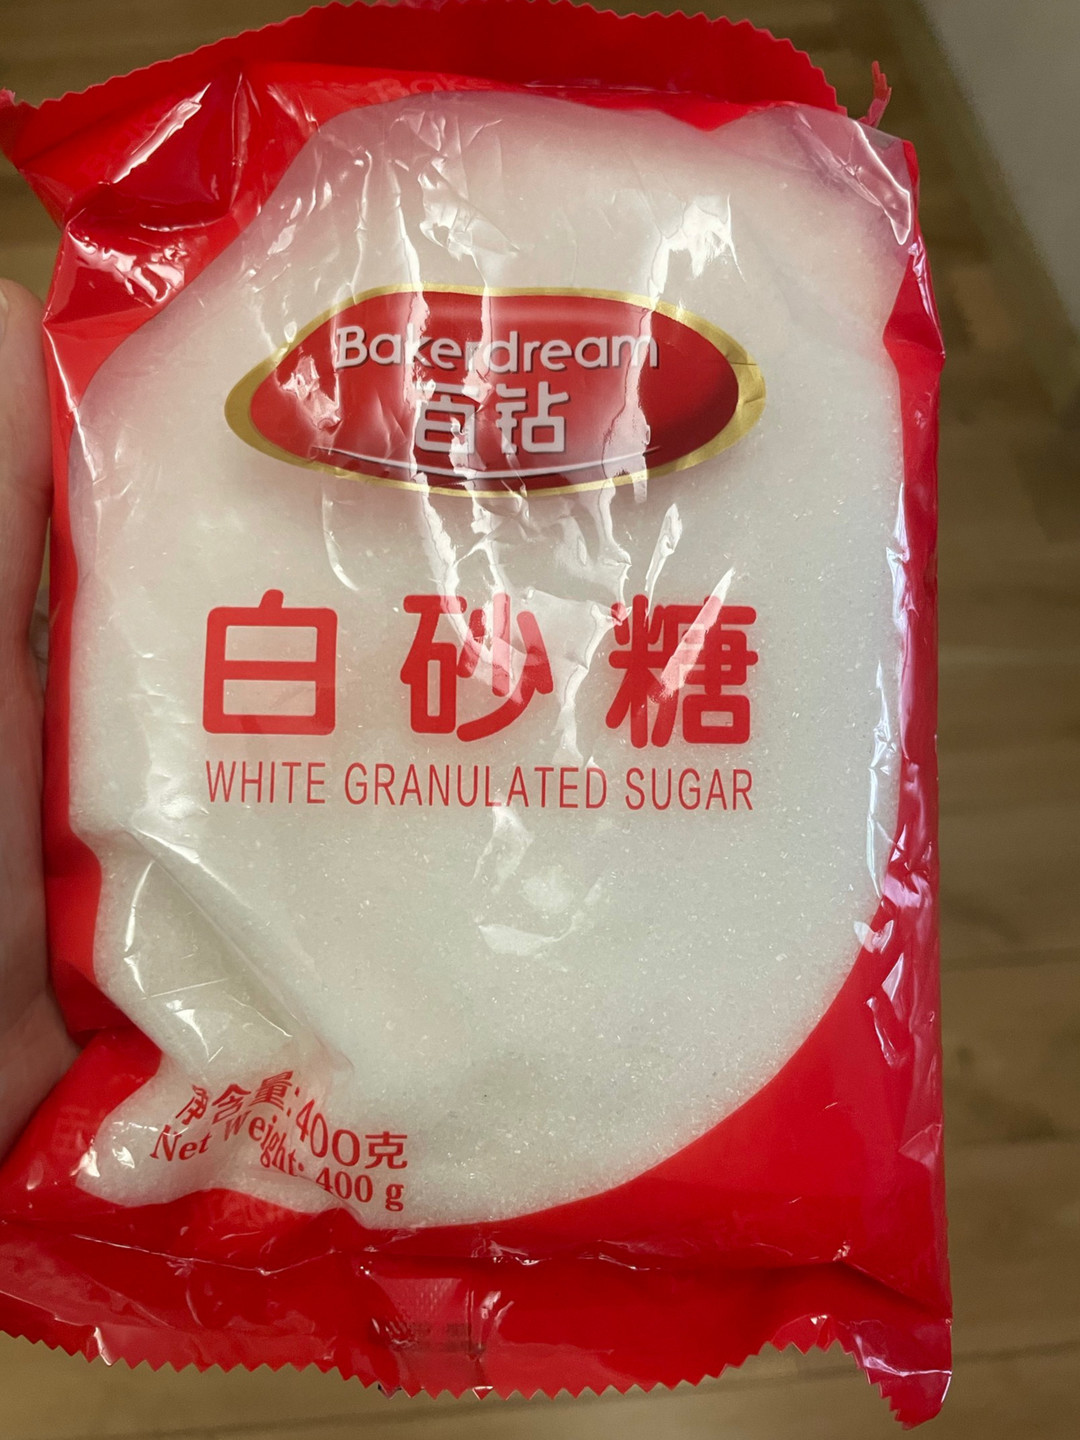 Bakerdream
百钻
白砂糖
WHITE GRANULATED SUGAR
净含量:400克
Net Weight: 400 g